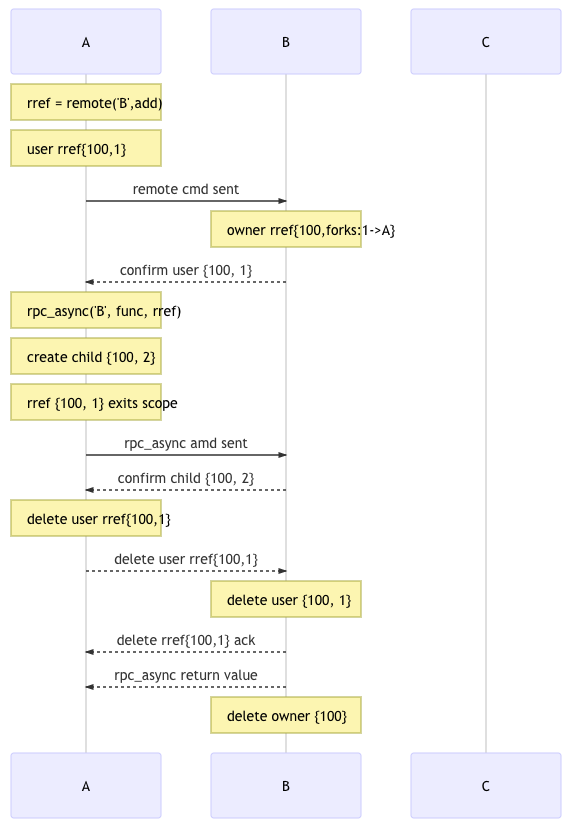 A
B
C
rref = remote('B',add)
user rref{100,1}
remote cmd sent
owner rref{100,forks:1->A}
confirm user {100, 1}
rpc_async('B', func, rref)
create child {100, 2}
rref {100, 1} exits scope
rpc_async amd sent
confirm child {100, 2}
delete user rref{100,1}
delete user rref{100,1}
delete user {100, 1}
delete rref{100,1} ack
rpc_async return value
delete owner {100}
A
B
C